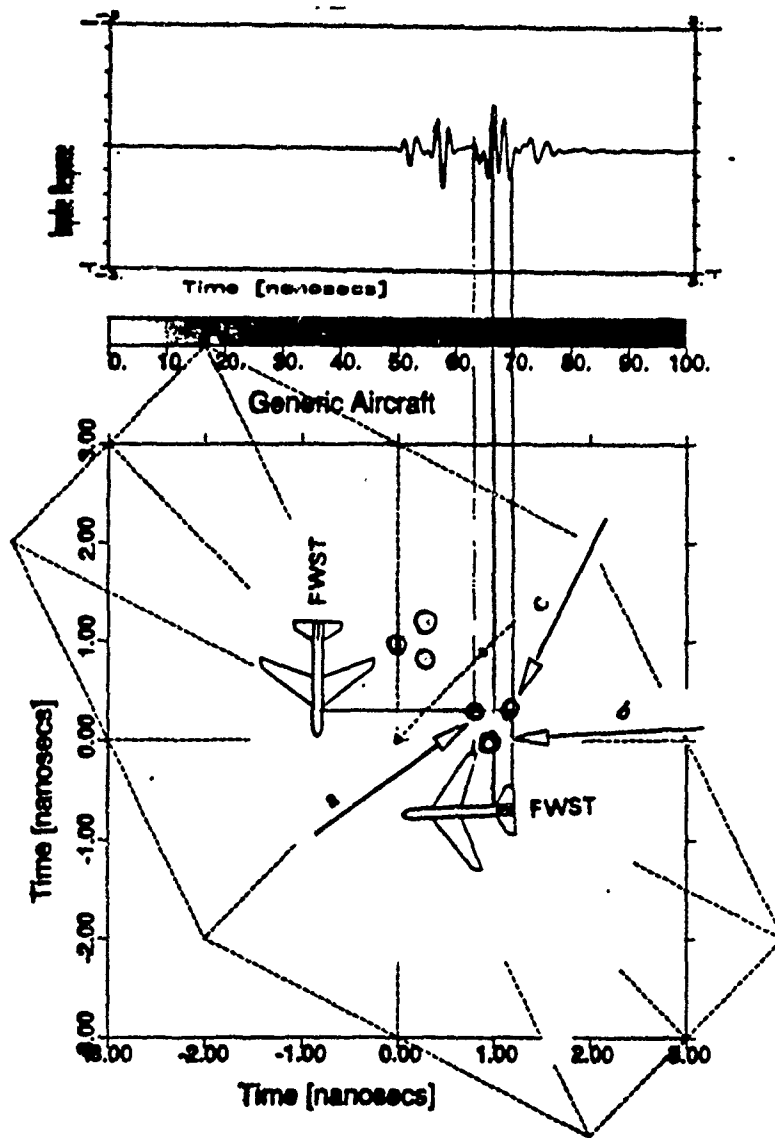 Time [nanosecs]
0. 10. 20. 30. 40. 50. 60. 70. 80. 90. 100.
Generic Aircraft
3.00
2.00
FWST
c
1.00
0.00
a
FWST
-1.00
-2.00
Time [nanosecs]
-2.00 -1.00 0.00 1.00 2.00
Time [nanosecs]